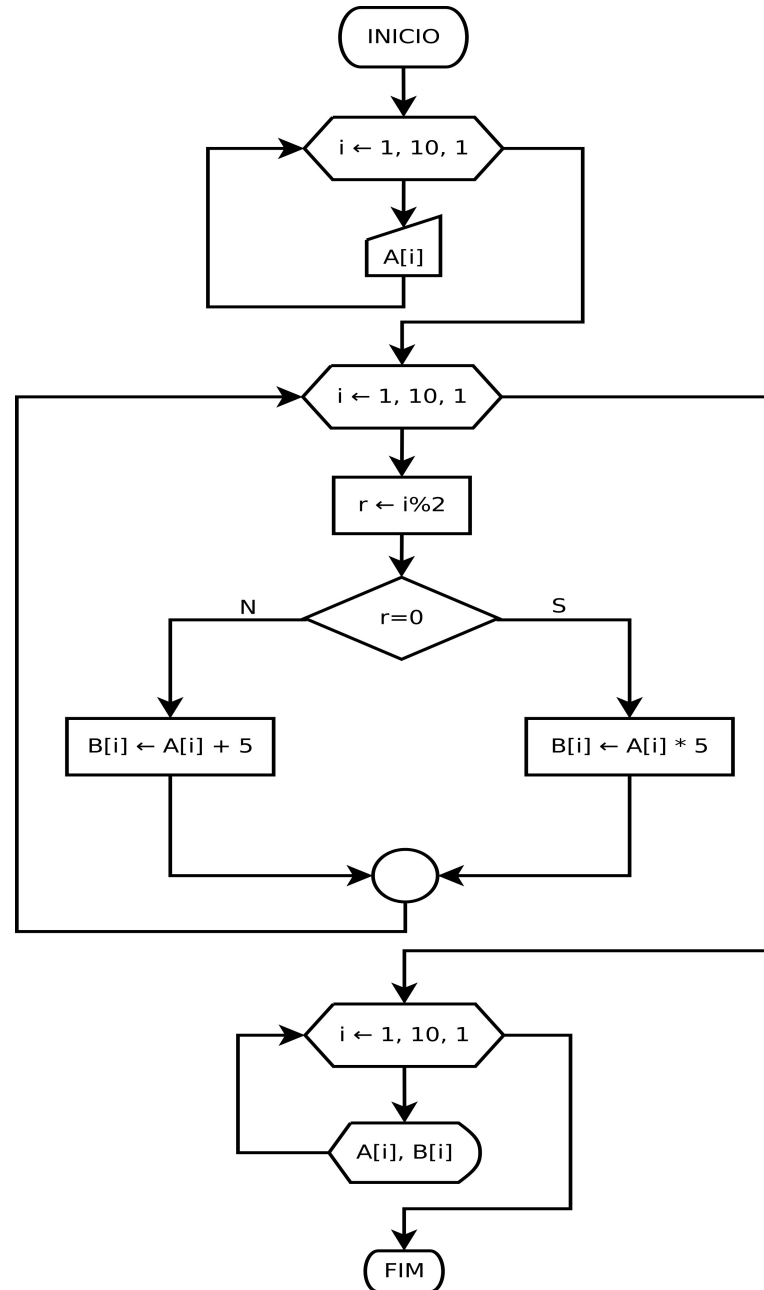 INICIO
i ← 1, 10, 1
A[i]
i ← 1, 10, 1
r ← i%2
r=0
N
S
B[i] ← A[i] + 5
B[i] ← A[i] * 5
i ← 1, 10, 1
A[i], B[i]
FIM